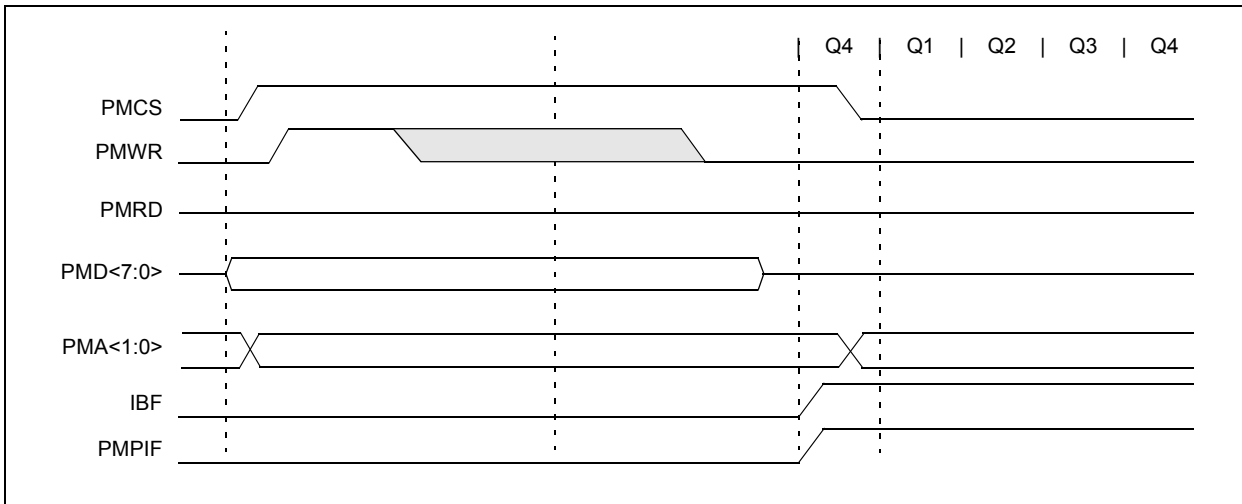 | Q4 | Q1 | Q2 | Q3 | Q4
PMCS
PMWR
PMRD
PMD<7:0>
PMA<1:0>
IBF
PMPIF